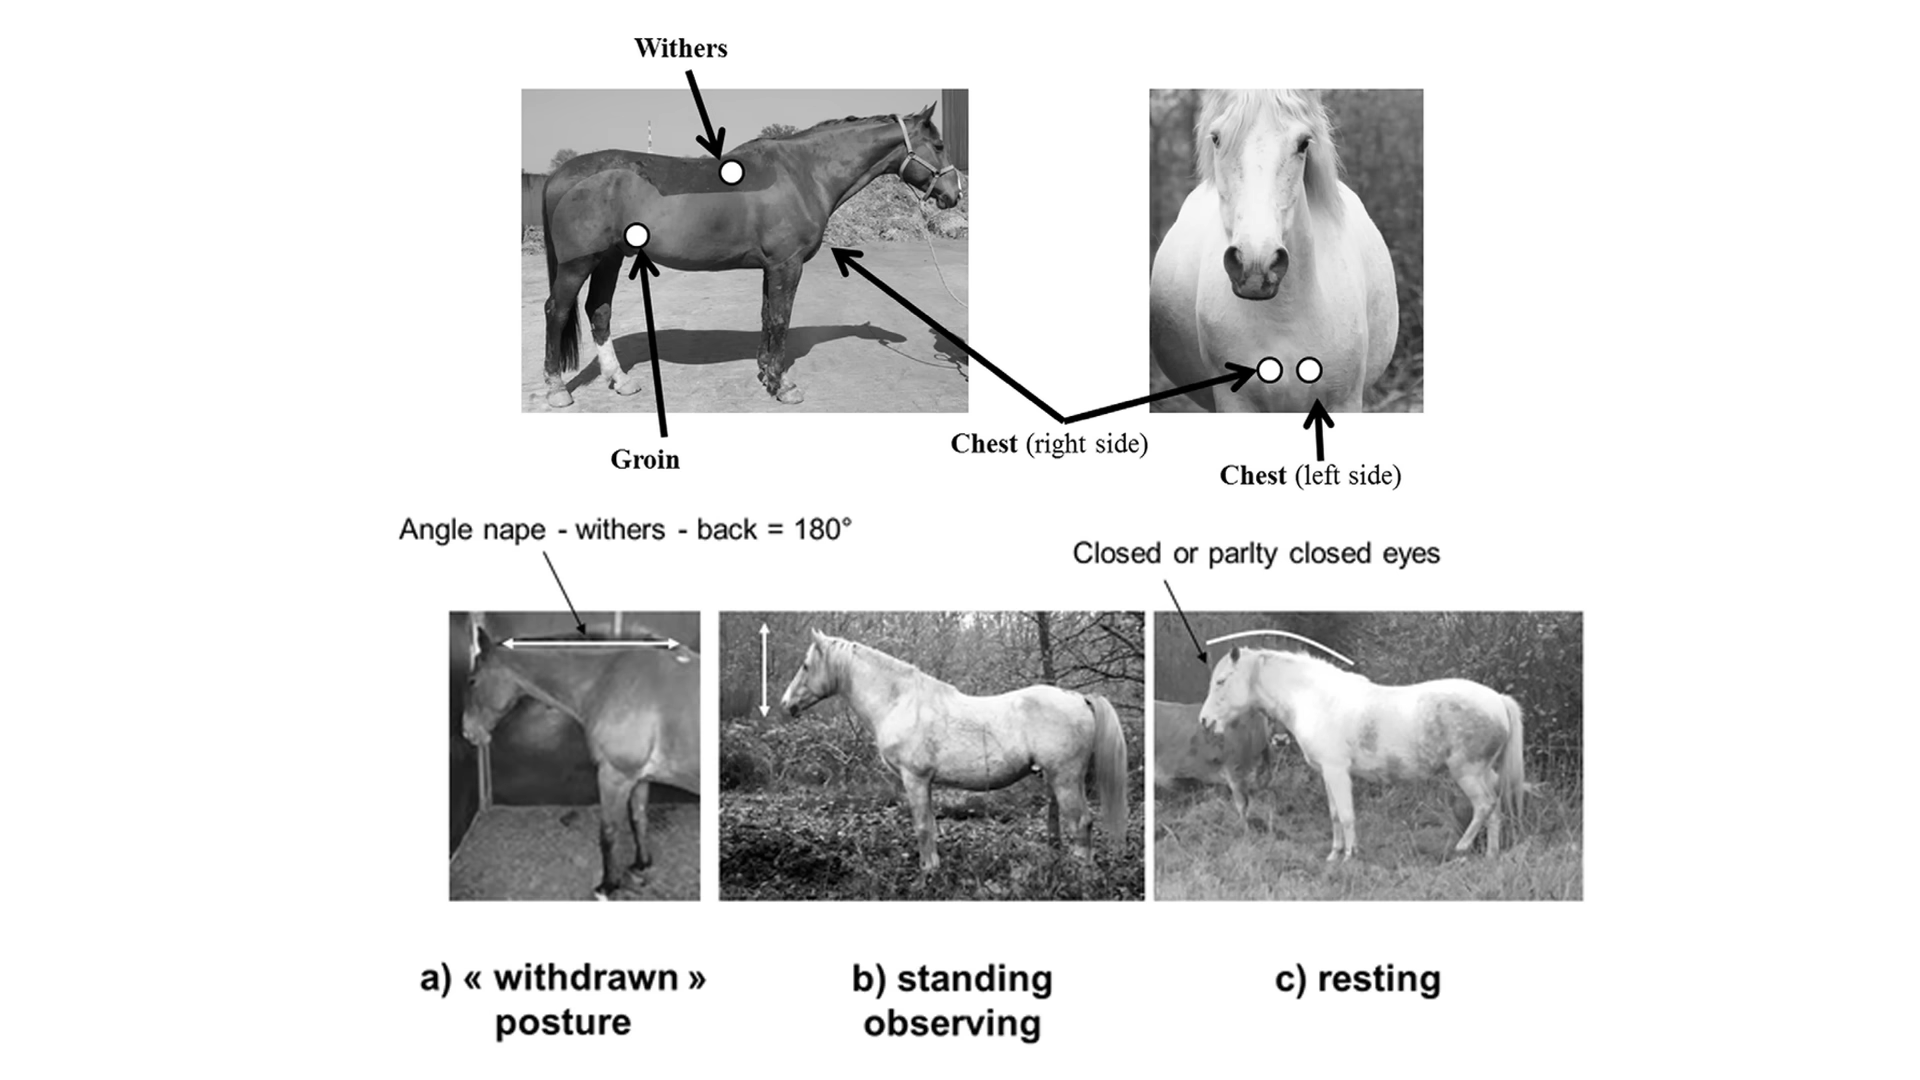 Withers
Groin
Chest (right side)
Chest (left side)
Angle nape - withers - back = 180°
Closed or parlty closed eyes
a) « withdrawn »
posture
b) standing
observing
c) resting